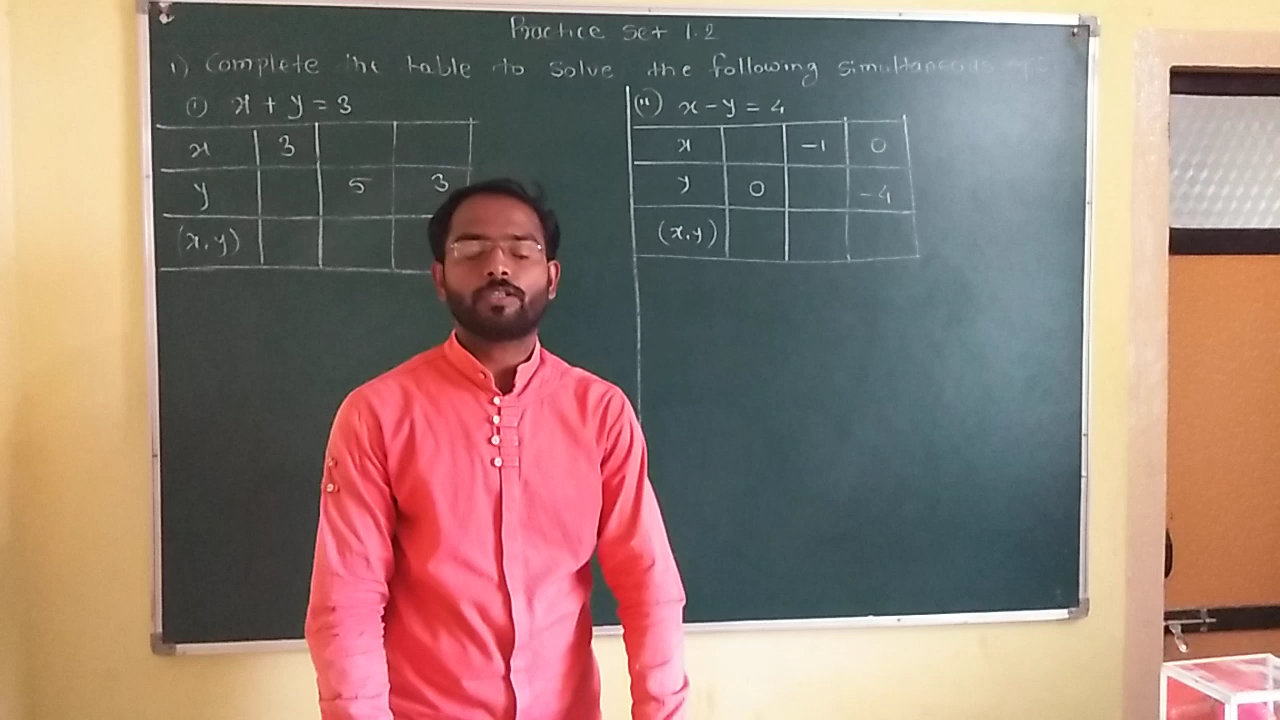 Practice Set 1.2
1) Complete the table to solve the following simultaneous
(i) x + y = 3
x 3
y 5 3
(x, y)
(ii) x - y = 4
x -1 0
y 0 -4
(x, y)